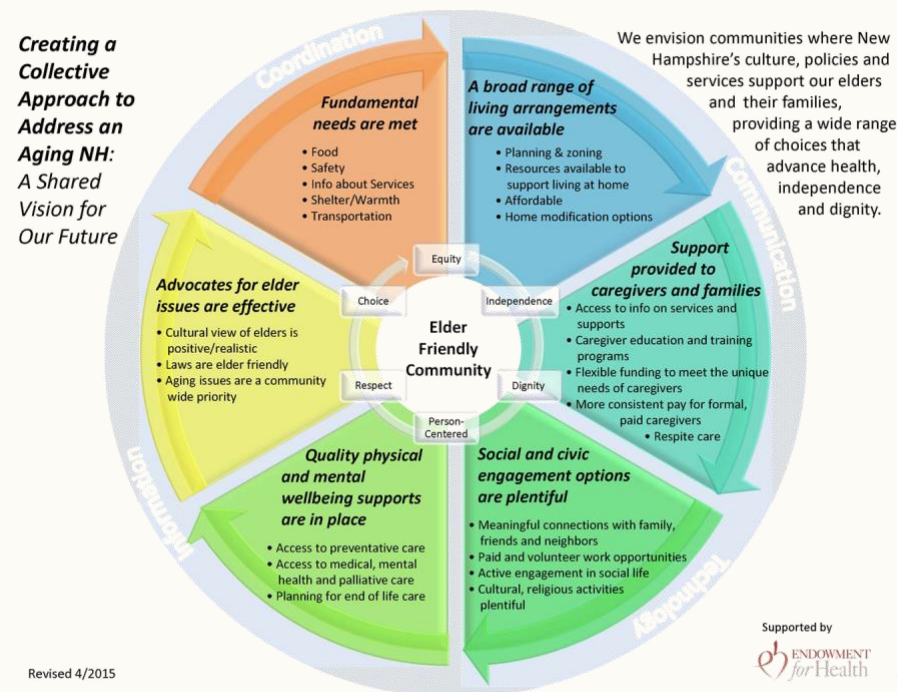 Creating a
Collective
Approach to
Address an
Aging NH:
A Shared
Vision for
Our Future
We envision communities where New
Hampshire's culture, policies and
services support our elders
and their families,
providing a wide range
of choices that
advance health,
independence
and dignity.
Coordination
Communication
Technology
Information
Fundamental
needs are met
• Food
• Safety
• Info about Services
• Shelter/Warmth
• Transportation
A broad range of
living arrangements
are available
• Planning & zoning
• Resources available to
support living at home
• Affordable
• Home modification options
Support
provided to
caregivers and families
• Access to info on services and
supports
• Caregiver education and training
programs
• Flexible funding to meet the unique
needs of caregivers
• More consistent pay for formal,
paid caregivers
• Respite care
Social and civic
engagement options
are plentiful
• Meaningful connections with family,
friends and neighbors
• Paid and volunteer work opportunities
• Active engagement in social life
• Cultural, religious activities
plentiful
Quality physical
and mental
wellbeing supports
are in place
• Access to preventative care
• Access to medical, mental
health and palliative care
• Planning for end of life care
Advocates for elder
issues are effective
• Cultural view of elders is
positive/realistic
• Laws are elder friendly
• Aging issues are a community
wide priority
Equity
Independence
Dignity
Person-
Centered
Respect
Choice
Elder
Friendly
Community
Revised 4/2015
Supported by
ENDOWMENT
for Health